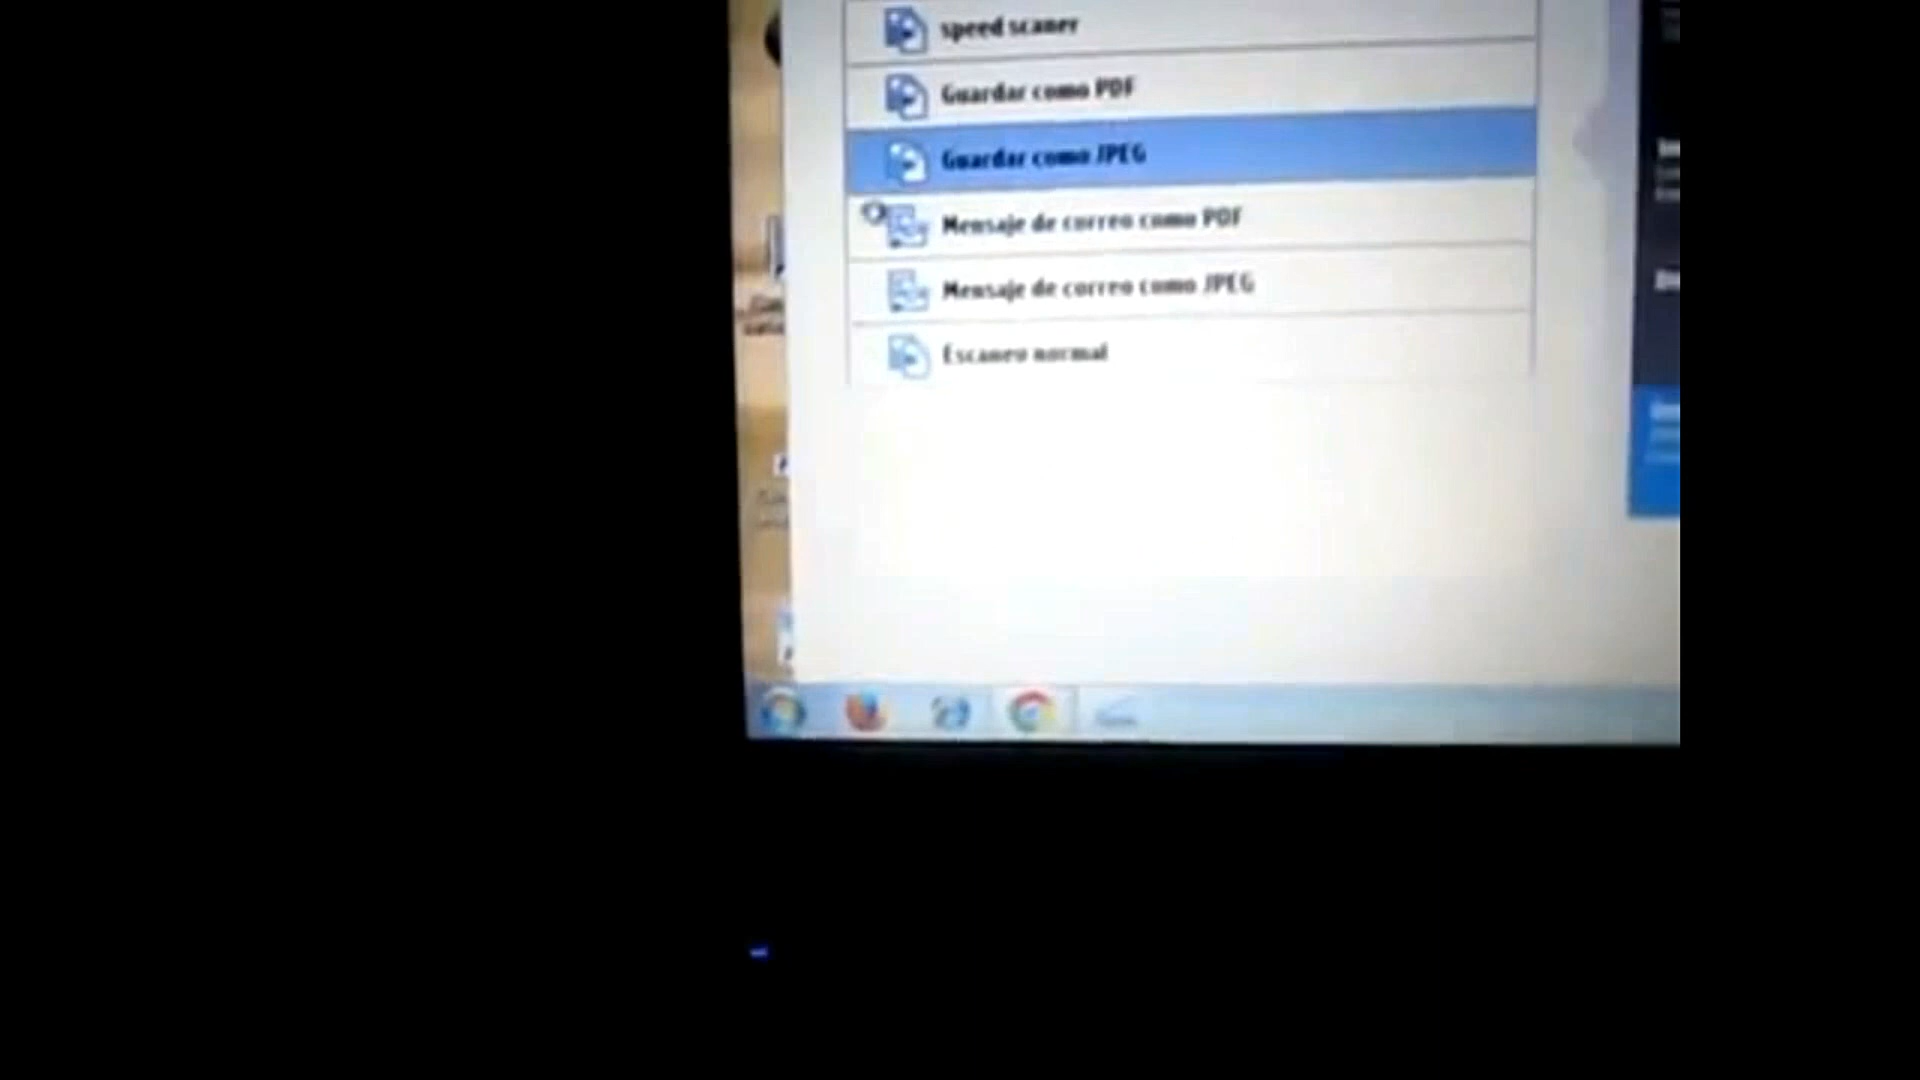 speed scaner
Guardar como PDF
Guardar como JPEG
Mensaje de correo como PDF
Mensaje de correo como JPEG
Escaneo normal